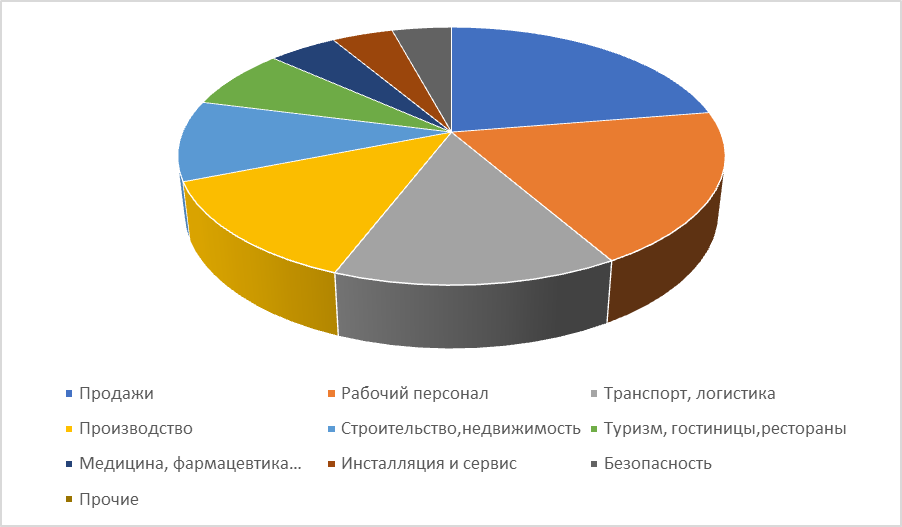 Продажи
Рабочий персонал
Транспорт, логистика
Производство
Строительство,недвижимость
Туризм, гостиницы,рестораны
Медицина, фармацевтика...
Инсталляция и сервис
Безопасность
Прочие